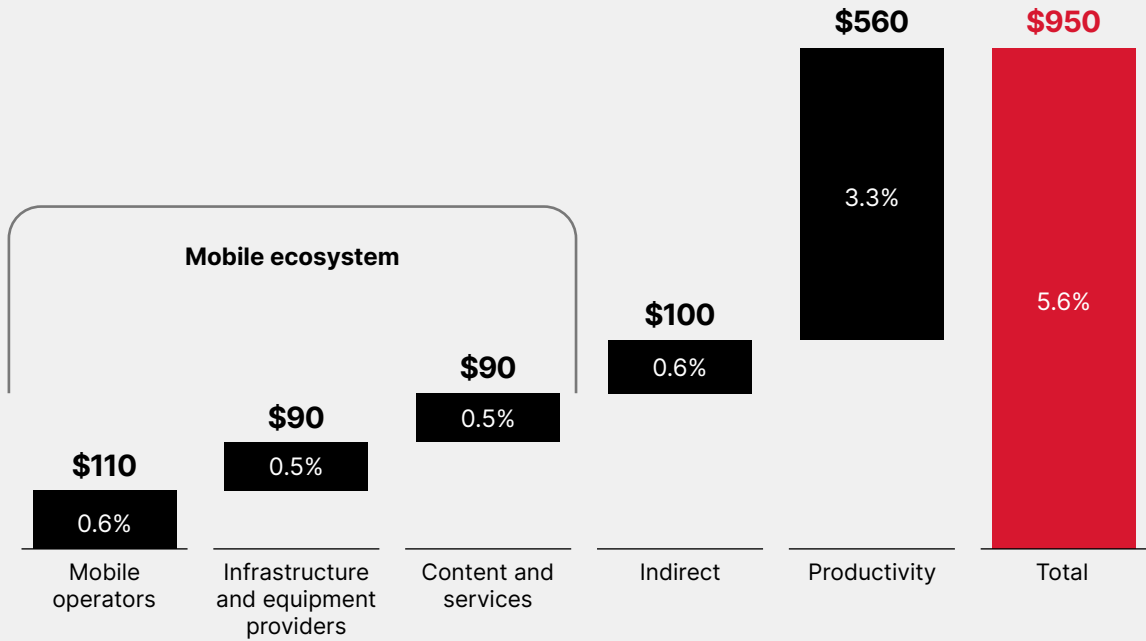 $560
$950
3.3%
Mobile ecosystem
5.6%
$100
0.6%
$90
0.5%
$90
0.5%
$110
0.6%
Mobile
operators
Infrastructure
and equipment
providers
Content and
services
Indirect
Productivity
Total